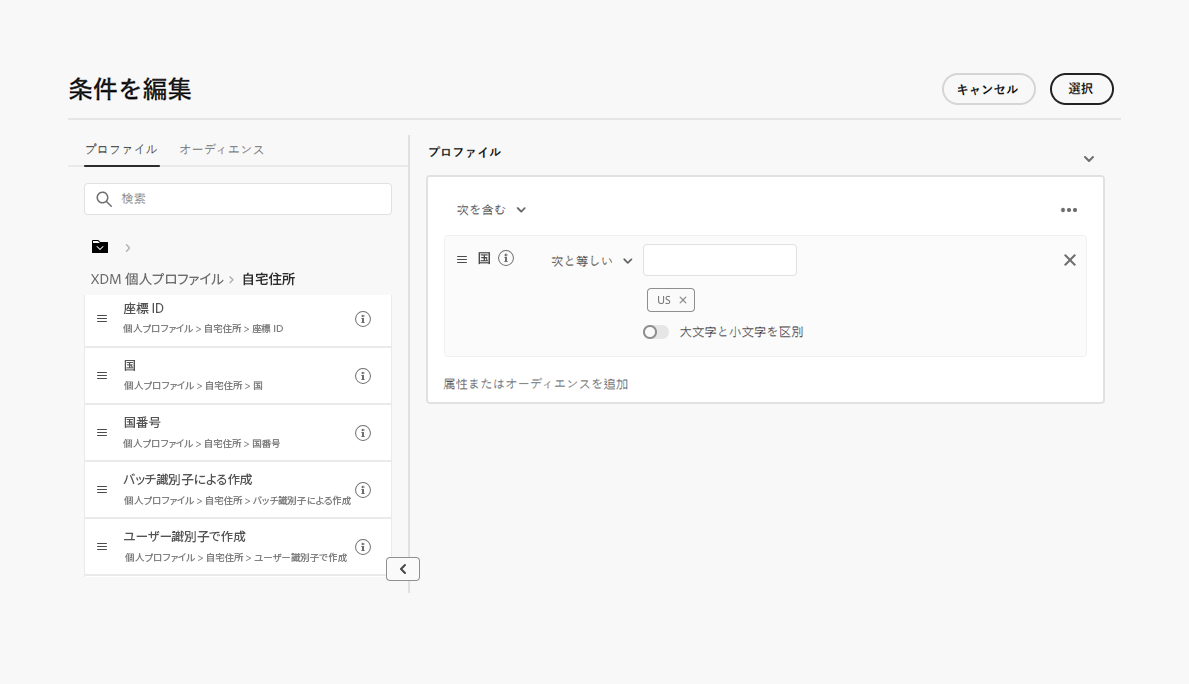 条件を編集
キャンセル
選択
プロファイル
オーディエンス
検索
XDM 個人プロファイル > 自宅住所
座標 ID
個人プロファイル > 自宅住所 > 座標 ID
国
個人プロファイル > 自宅住所 > 国
国番号
個人プロファイル > 自宅住所 > 国番号
バッチ識別子による作成
個人プロファイル > 自宅住所 > バッチ識別子による作成
ユーザー識別子で作成
個人プロファイル > 自宅住所 > ユーザー識別子で作成
プロファイル
次を含む
国
次と等しい
US
大文字と小文字を区別
属性またはオーディエンスを追加